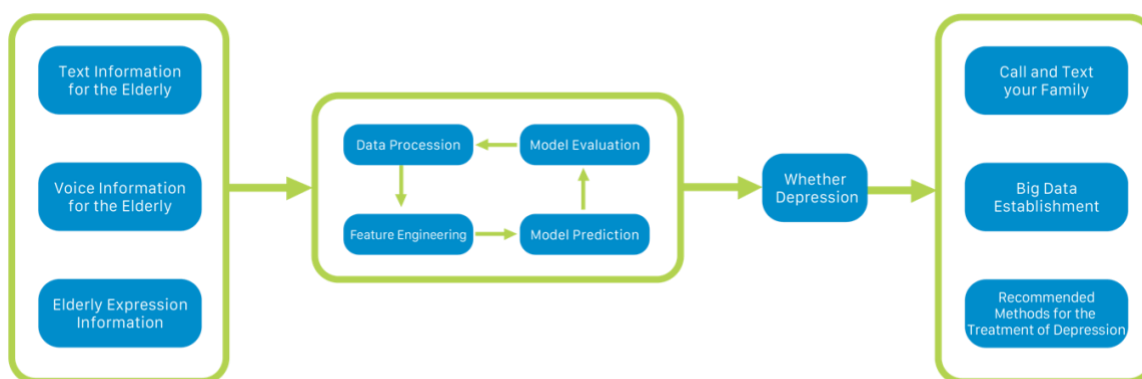 Text Information
for the Elderly
Voice Information
for the Elderly
Elderly Expression
Information
Data Procession
Model Evaluation
Feature Engineering
Model Prediction
Whether
Depression
Call and Text
your Family
Big Data
Establishment
Recommended
Methods for the
Treatment of Depression